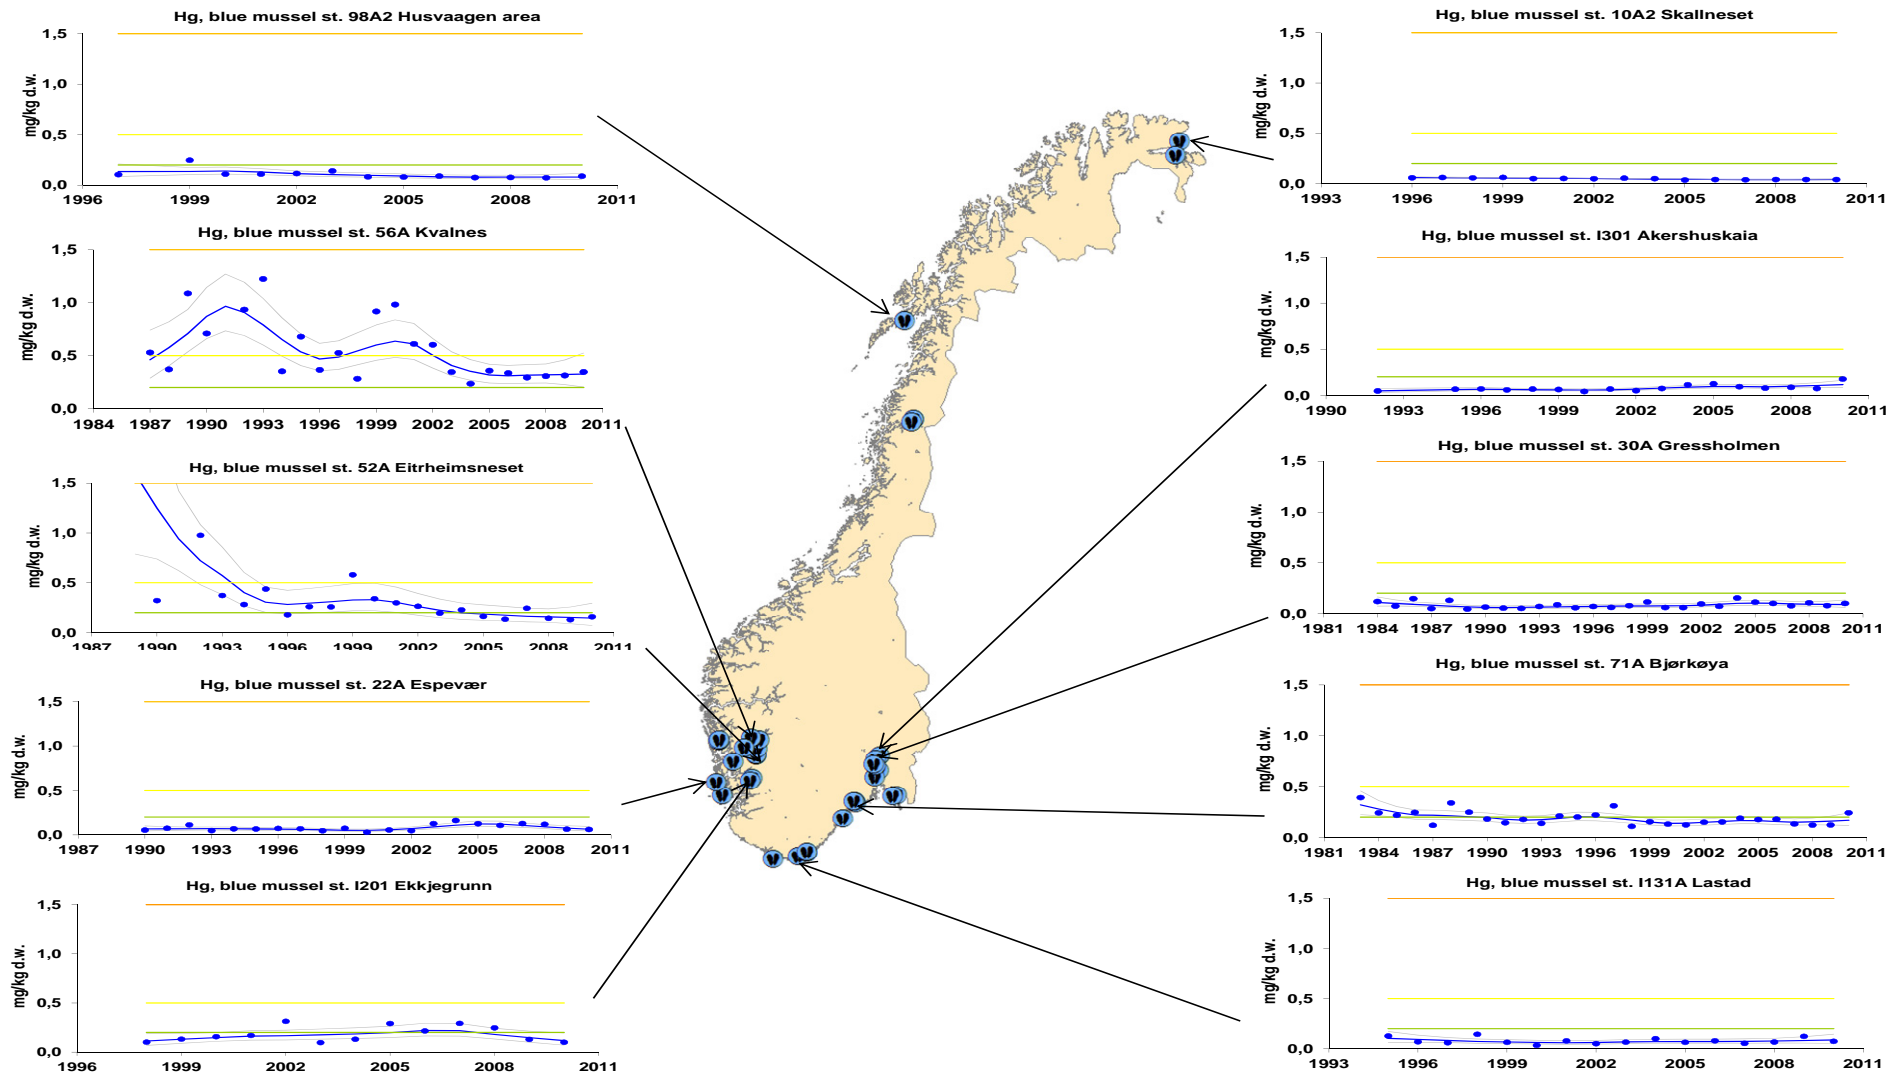 Hg, blue mussel st. 98A2 Husvaagen area
mg/kg d.w.
1,5
1,0
0,5
0,0
1996 1999 2002 2005 2008 2011
Hg, blue mussel st. 56A Kvalnes
mg/kg d.w.
1,5
1,0
0,5
0,0
1984 1987 1990 1993 1996 1999 2002 2005 2008 2011
Hg, blue mussel st. 52A Eitrheimsneset
mg/kg d.w.
1,5
1,0
0,5
0,0
1987 1990 1993 1996 1999 2002 2005 2008 2011
Hg, blue mussel st. 22A Espevær
mg/kg d.w.
1,5
1,0
0,5
0,0
1987 1990 1993 1996 1999 2002 2005 2008 2011
Hg, blue mussel st. I201 Ekkjegrunn
mg/kg d.w.
1,5
1,0
0,5
0,0
1996 1999 2002 2005 2008 2011
Hg, blue mussel st. 10A2 Skallneset
mg/kg d.w.
1,5
1,0
0,5
0,0
1993 1996 1999 2002 2005 2008 2011
Hg, blue mussel st. I301 Akershuskaia
mg/kg d.w.
1,5
1,0
0,5
0,0
1990 1993 1996 1999 2002 2005 2008 2011
Hg, blue mussel st. 30A Gressholmen
mg/kg d.w.
1,5
1,0
0,5
0,0
1981 1984 1987 1990 1993 1996 1999 2002 2005 2008 2011
Hg, blue mussel st. 71A Bjørkøya
mg/kg d.w.
1,5
1,0
0,5
0,0
1981 1984 1987 1990 1993 1996 1999 2002 2005 2008 2011
Hg, blue mussel st. I131A Lastad
mg/kg d.w.
1,5
1,0
0,5
0,0
1993 1996 1999 2002 2005 2008 2011